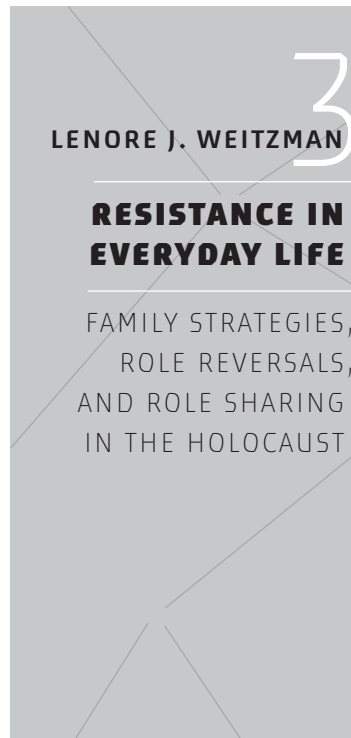 3
LENORE J. WEITZMAN
RESISTANCE IN
EVERYDAY LIFE
FAMILY STRATEGIES,
ROLE REVERSALS,
AND ROLE SHARING
IN THE HOLOCAUST